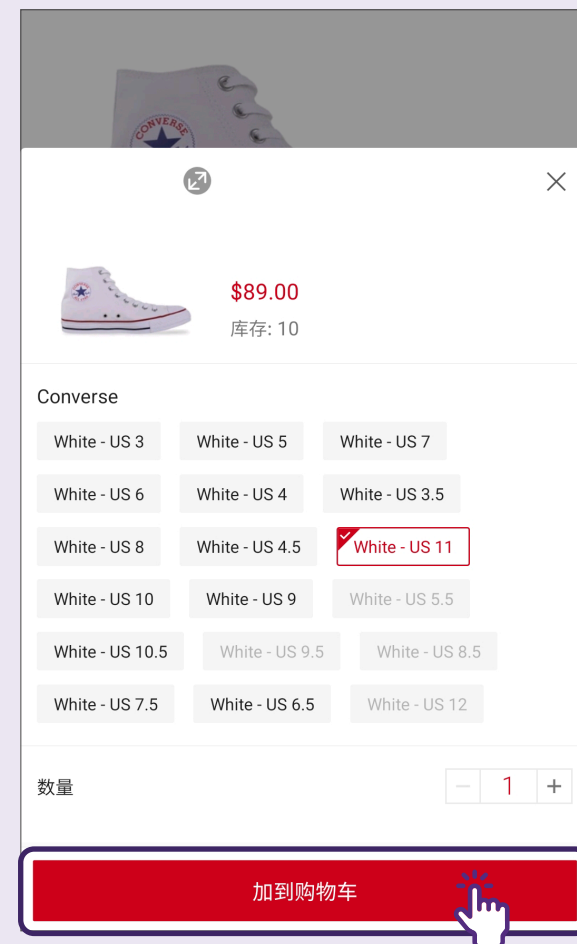 CONVERSE
$89.00
库存: 10
Converse
White - US 3 White - US 5 White - US 7
White - US 6 White - US 4 White - US 3.5
White - US 8 White - US 4.5 White - US 11
White - US 10 White - US 9 White - US 5.5
White - US 10.5 White - US 9.5 White - US 8.5
White - US 7.5 White - US 6.5 White - US 12
数量 − 1 +
加到购物车